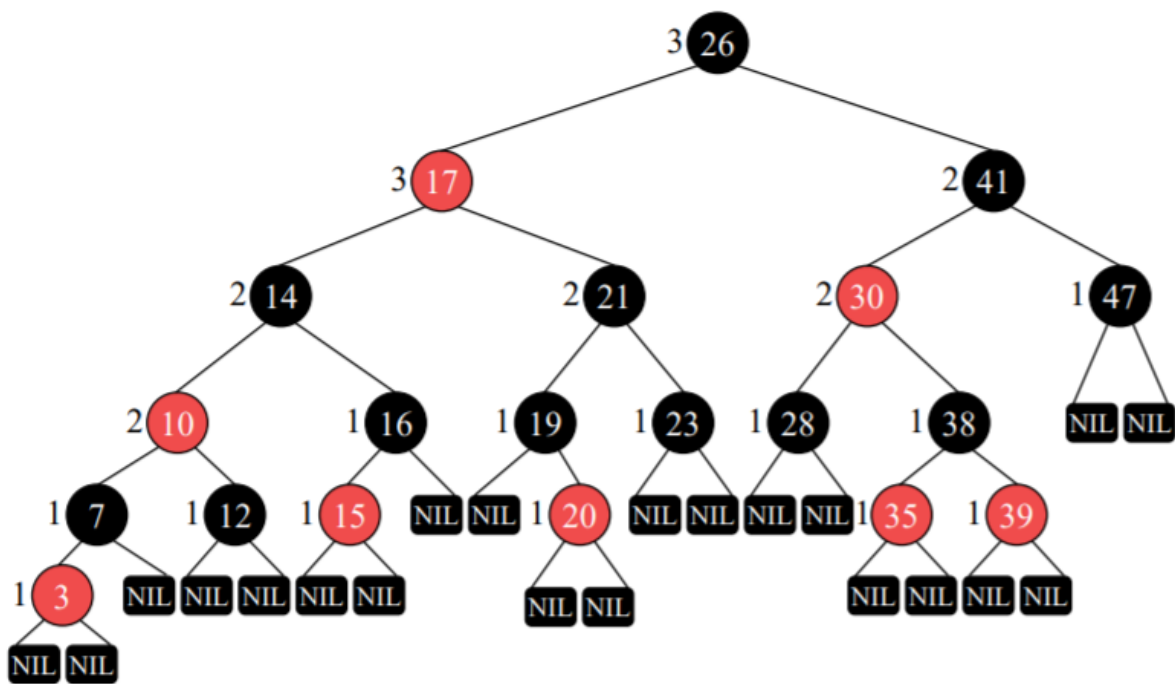 3 26
3 17 2 41
2 14 2 21 2 30 1 47
2 10 1 16 1 19 1 23 1 28 1 38 NIL NIL
1 7 1 12 1 15 NIL NIL 1 20 NIL NIL NIL NIL 1 35 1 39
1 3 NIL NIL NIL NIL NIL NIL NIL NIL NIL NIL NIL
NIL NIL